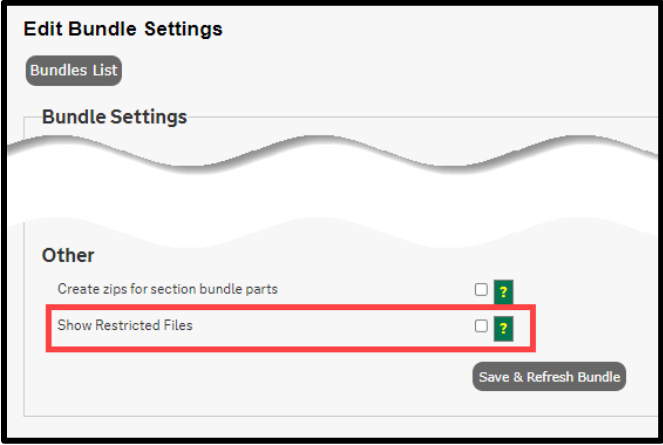 Edit Bundle Settings
Bundles List
Bundle Settings
Other
Create zips for section bundle parts ?
Show Restricted Files ?
Save & Refresh Bundle